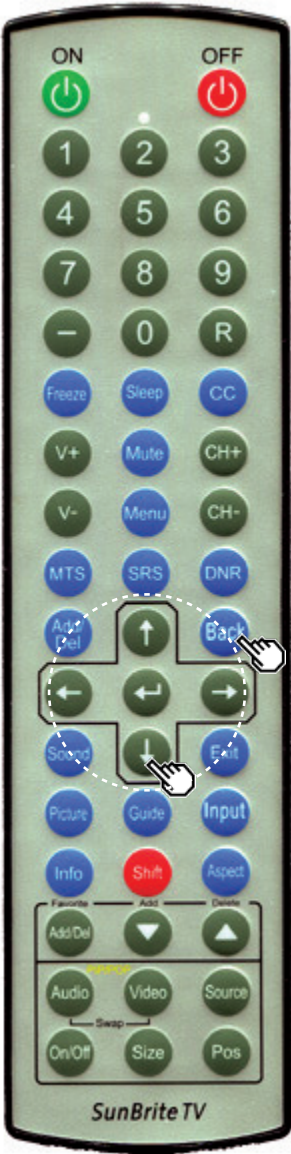 ON OFF
1 2 3
4 5 6
7 8 9
- 0 R
Freeze Sleep CC
V+ Mute CH+
V- Menu CH-
MTS SRS DNR
Add/Del Back
Sound Exit
Picture Guide Input
Info Shift Aspect
Favorite Add Delete
Add/Del
Audio Video Source
Swap
On/Off Size Pos
SunBriteTV